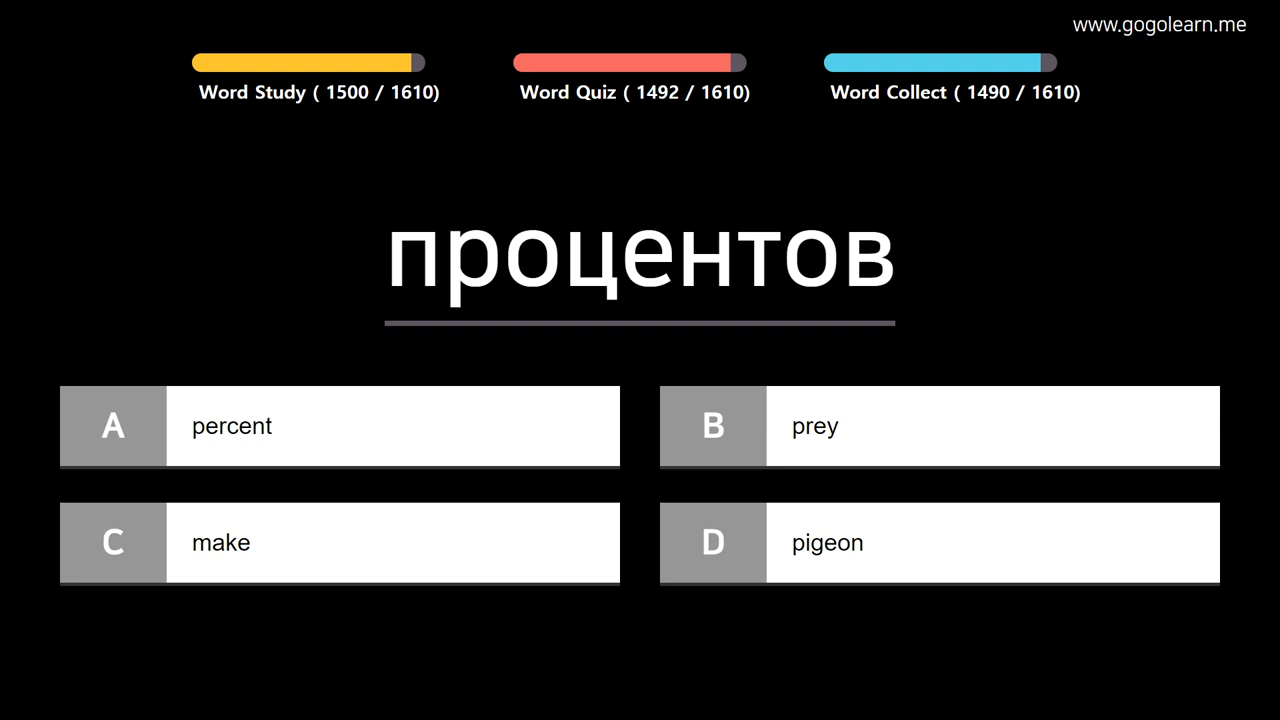 www.gogolearn.me
Word Study ( 1500 / 1610)
Word Quiz ( 1492 / 1610)
Word Collect ( 1490 / 1610)
процентов
A percent
B prey
C make
D pigeon